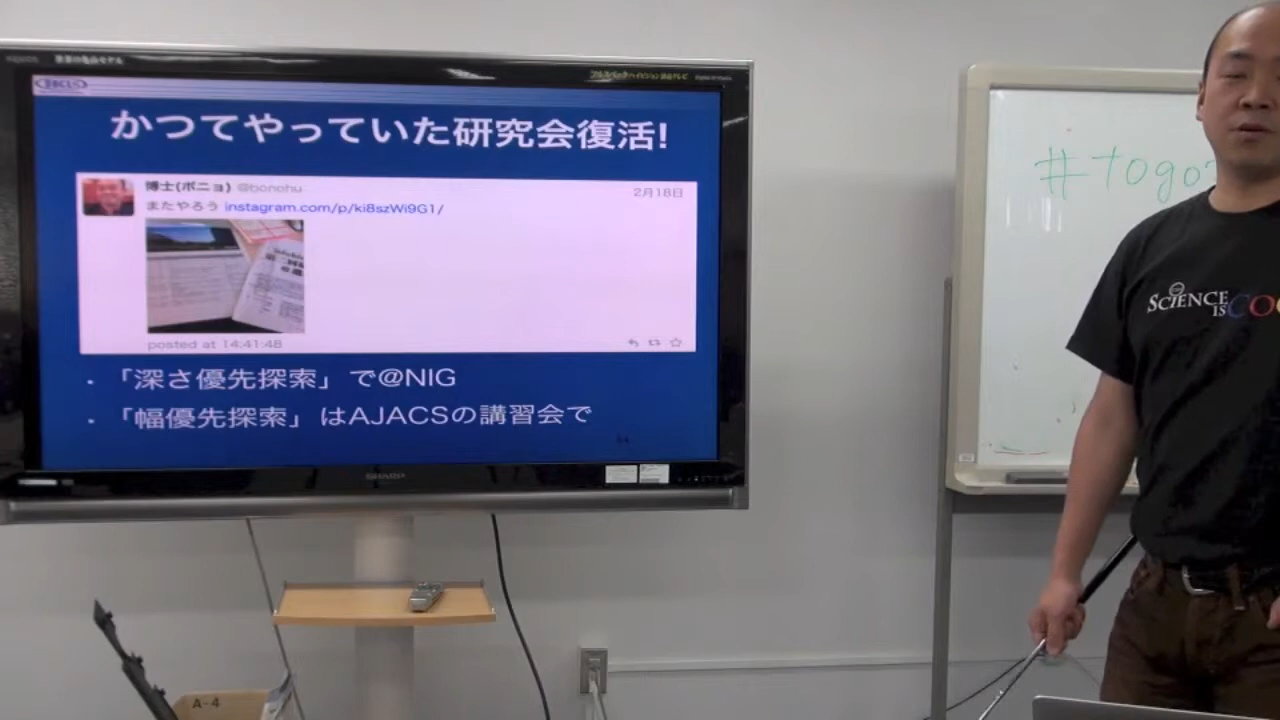 DBCLS
かつてやっていた研究会復活!
博士(ボニョ) @bonohu
2月18日
またやろう instagram.com/p/ki8szWi9G1/
posted at 14:41:48
・「深さ優先探索」で@NIG
・「幅優先探索」はAJACSの講習会で
SHARP
#togo
SCIENCE
IS COO
A-4